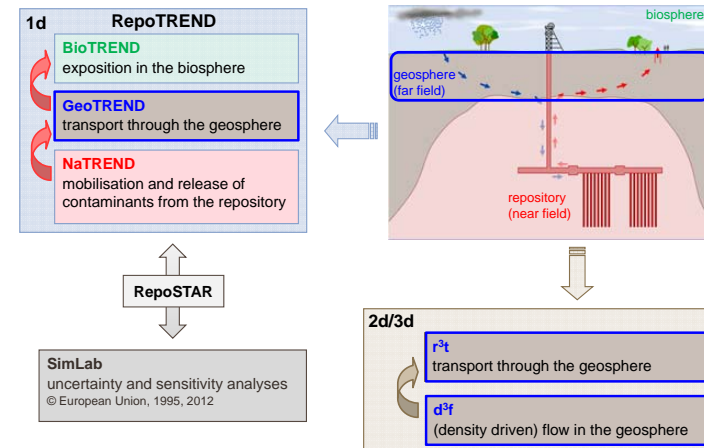 1d RepoTREND
BioTREND
exposition in the biosphere
GeoTREND
transport through the geosphere
NaTREND
mobilisation and release of
contaminants from the repository
RepoSTAR
SimLab
uncertainty and sensitivity analyses
© European Union, 1995, 2012
biosphere
geosphere
(far field)
repository
(near field)
2d/3d
r³t
transport through the geosphere
d³f
(density driven) flow in the geosphere